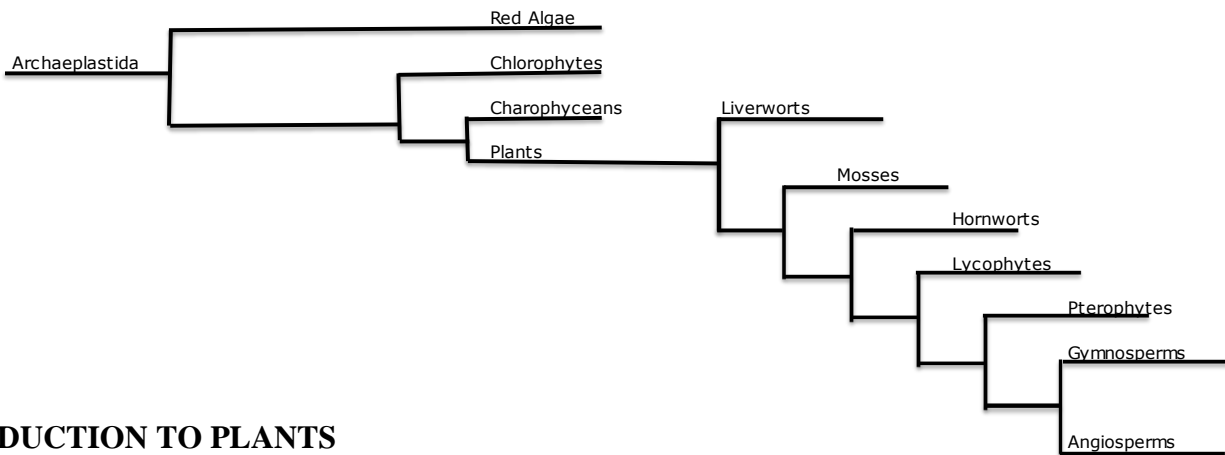 Red Algae
Archaeplastida
Chlorophytes
Charophyceans
Liverworts
Plants
Mosses
Hornworts
Lycophytes
Pterophytes
Gymnosperms
DUCTION TO PLANTS
Angiosperms